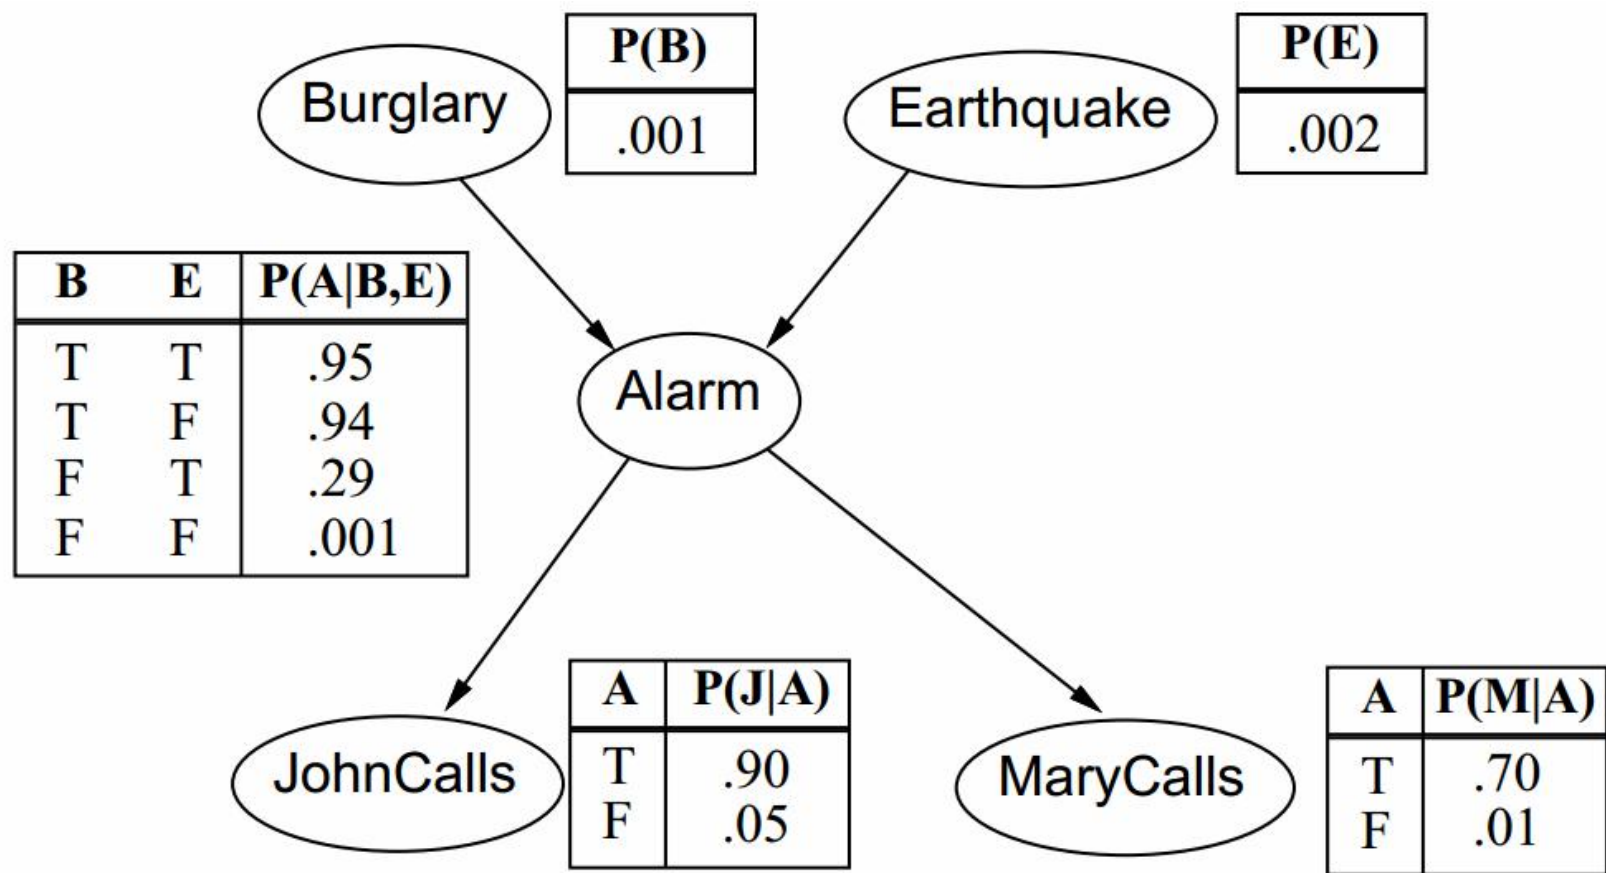 Burglary
P(B)
.001
Earthquake
P(E)
.002
B E P(A|B,E)
T T .95
T F .94
F T .29
F F .001
Alarm
JohnCalls
A P(J|A)
T .90
F .05
MaryCalls
A P(M|A)
T .70
F .01